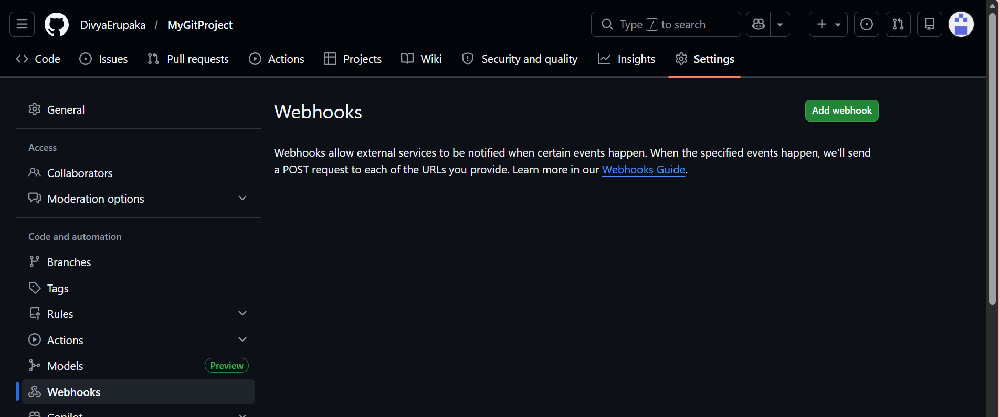 DivyaErupaka / MyGitProject
Type / to search
Code Issues Pull requests Actions Projects Wiki Security and quality Insights Settings
General
Access
Collaborators
Moderation options
Code and automation
Branches
Tags
Rules
Actions
Models Preview
Webhooks
Copilot
Webhooks
Add webhook
Webhooks allow external services to be notified when certain events happen. When the specified events happen, we'll send
a POST request to each of the URLs you provide. Learn more in our Webhooks Guide.